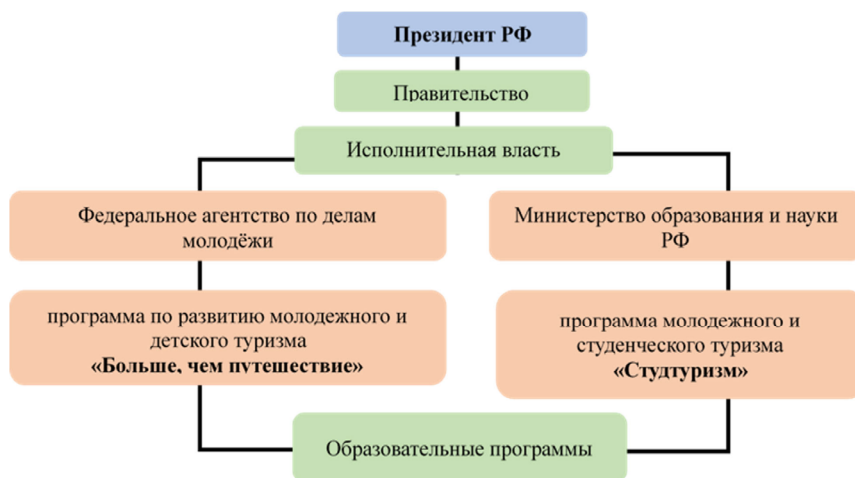 Президент РФ
Правительство
Исполнительная власть
Федеральное агентство по делам
молодёжи
Министерство образования и науки
РФ
программа по развитию молодежного и
детского туризма
«Больше, чем путешествие»
программа молодежного и
студенческого туризма
«Студтуризм»
Образовательные программы